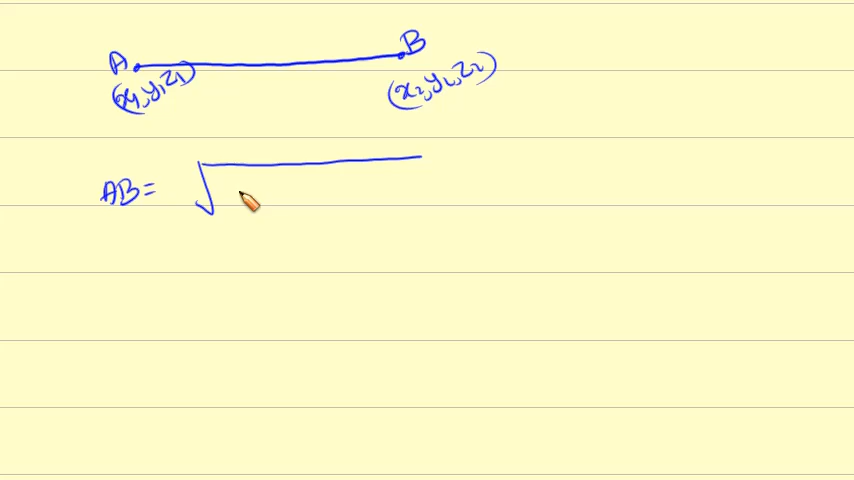 A B
(x₁,y₁,z₁) (x₂,y₂,z₂)
AB = √